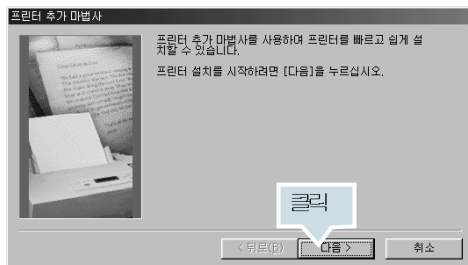 프린터 추가 마법사
프린터 추가 마법사를 사용하여 프린터를 빠르고 쉽게 설
치할 수 있습니다.
프린터 설치를 시작하려면 [다음]을 누르십시오.
클릭
< 뒤로(B)
다음 >
취소